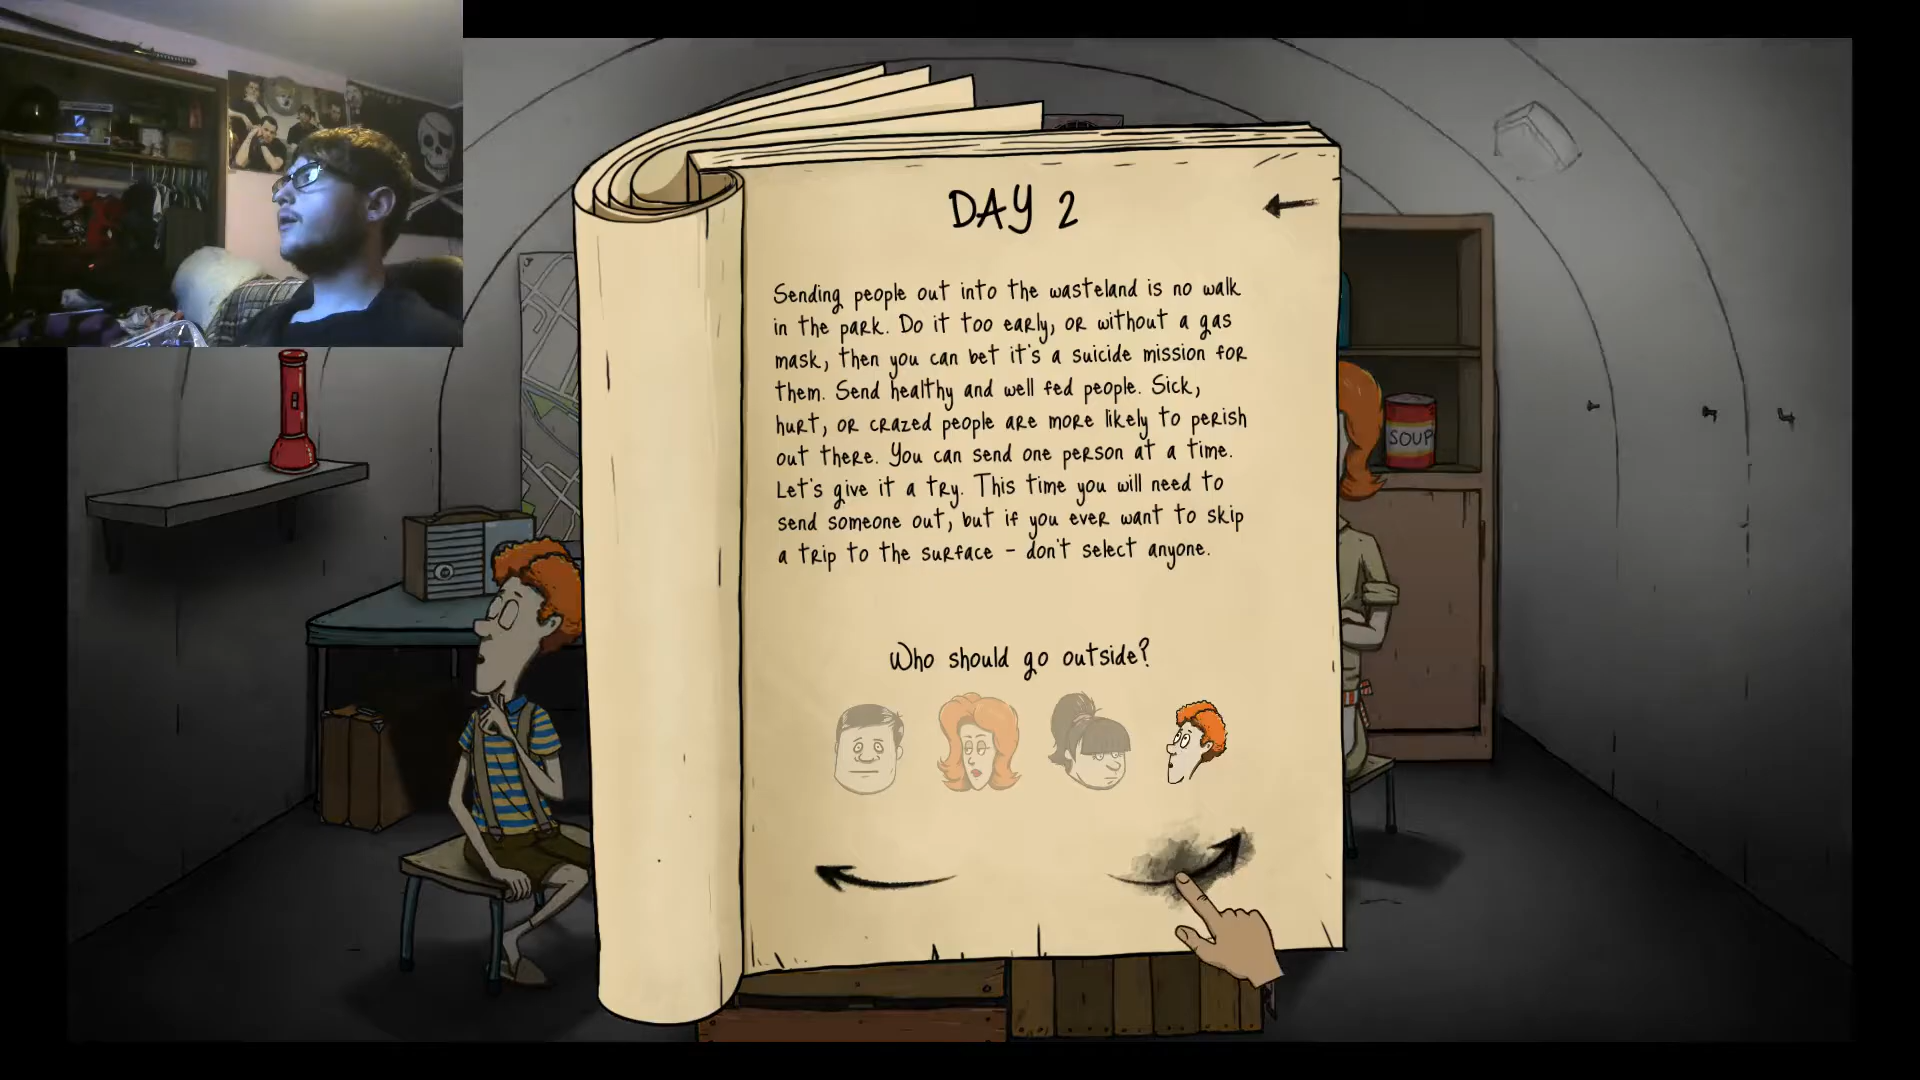 DAY 2
Sending people out into the wasteland is no walk
in the park. Do it too early, or without a gas
mask, then you can bet it's a suicide mission for
them. Send healthy and well fed people. Sick,
hurt, or crazed people are more likely to perish
out there. You can send one person at a time.
Let's give it a try. This time you will need to
send someone out, but if you ever want to skip
a trip to the surface - don't select anyone.
SOUP
Who should go outside?